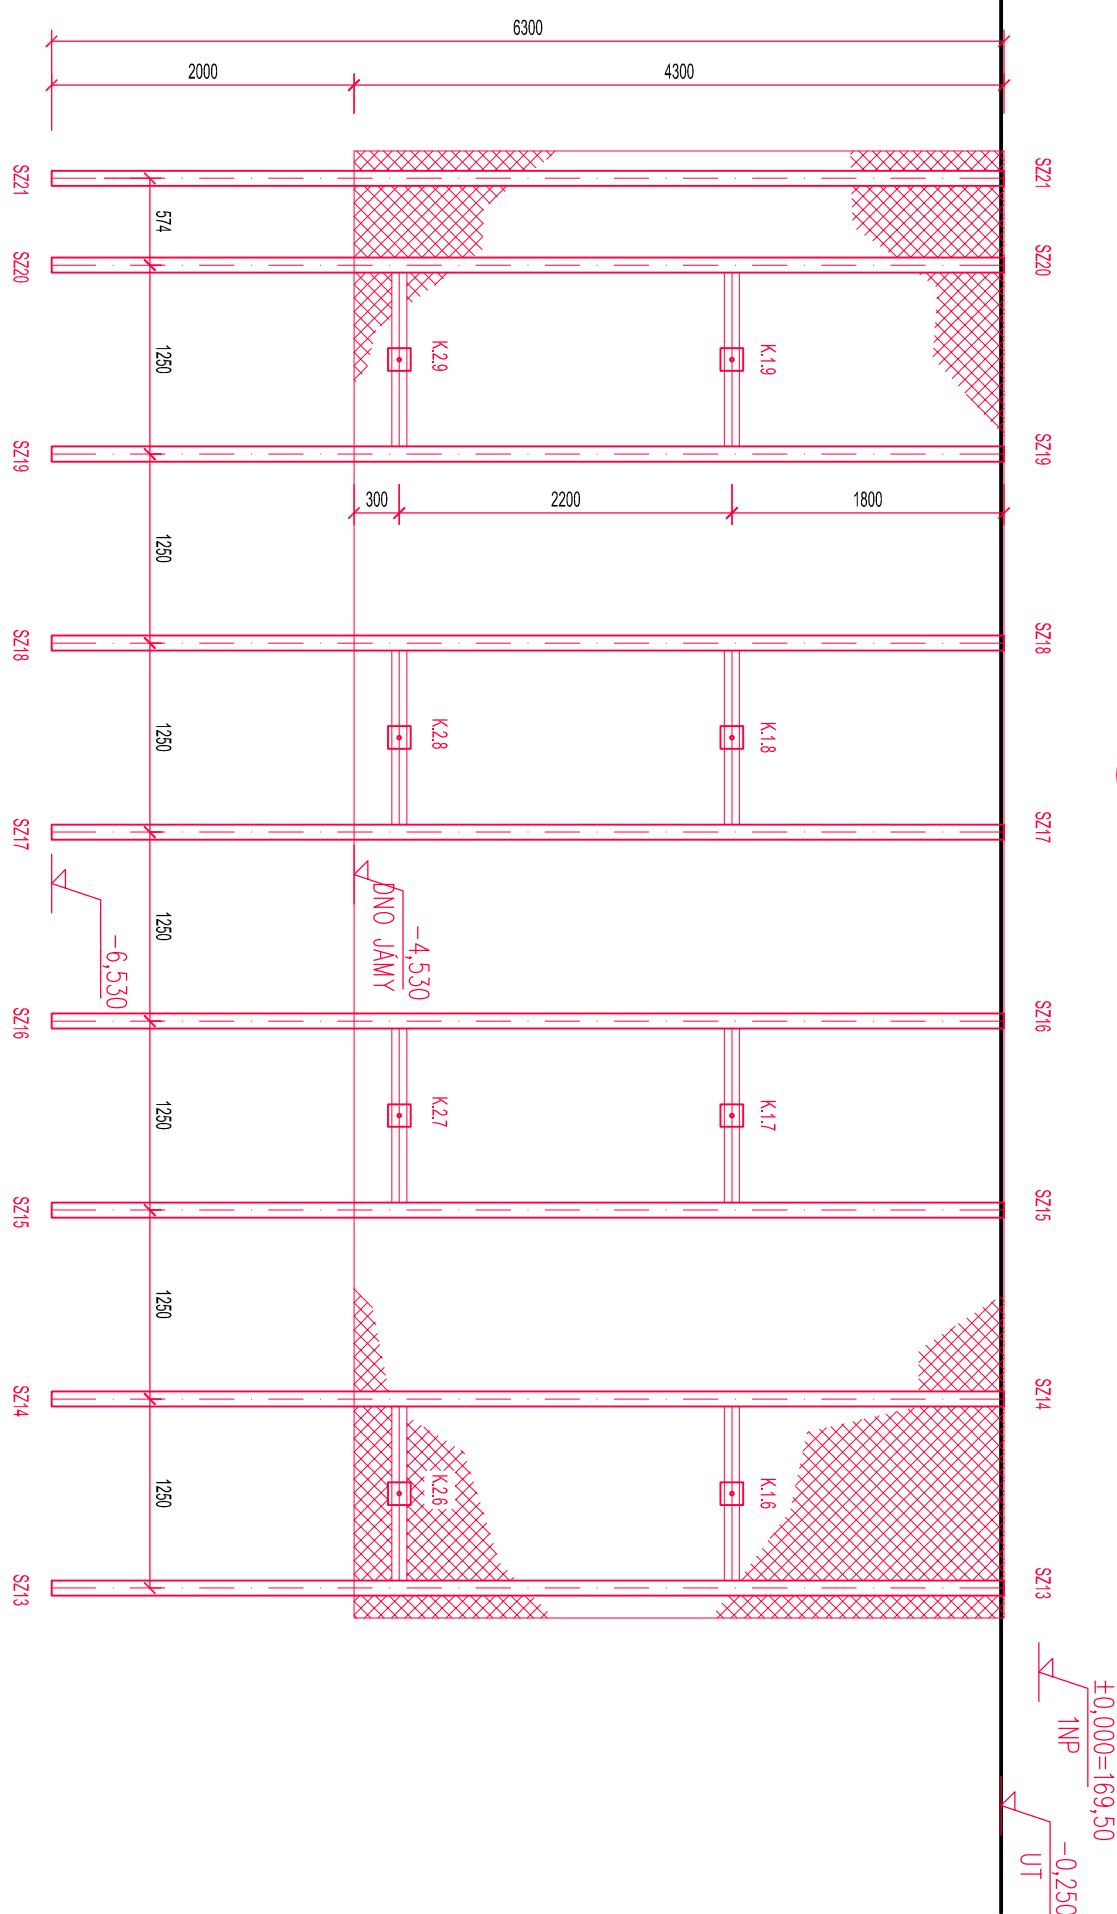 6300
2000
4300
SZ21
SZ21
574
SZ20
SZ20
1250
K.2.9
K.1.9
SZ19
SZ19
300
2200
1800
1250
SZ18
SZ18
1250
K.2.8
K.1.8
SZ17
SZ17
-6,530
-4,530
DNO JÁMY
1250
SZ16
SZ16
1250
K.2.7
K.1.7
SZ15
SZ15
1250
SZ14
SZ14
1250
K.2.6
K.1.6
SZ13
SZ13
±0,000=169,50
1NP
-0,250
UT